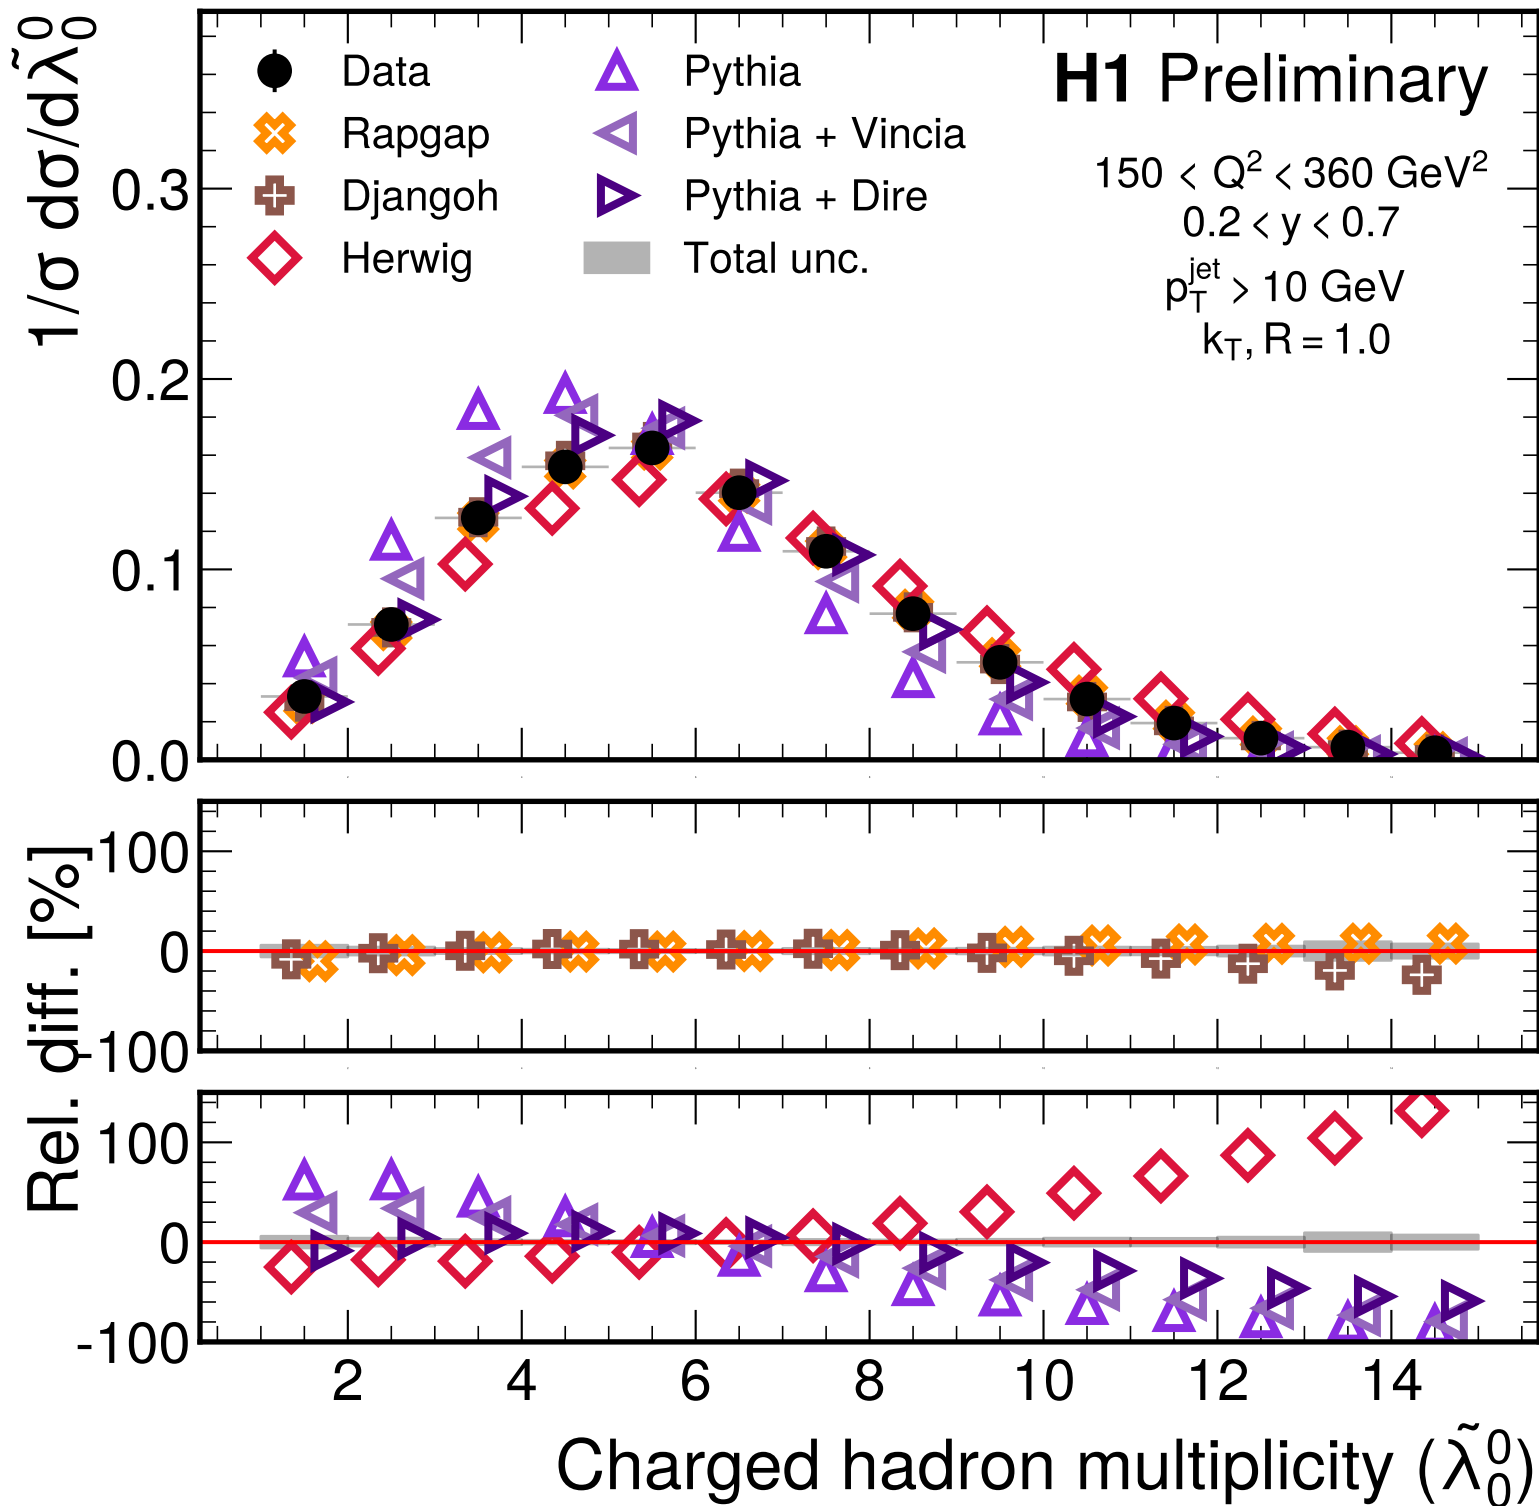 1/σ dσ/dλ̃₀⁰
0.3
0.2
0.1
0.0
Data
Rapgap
Djangoh
Herwig
Pythia
Pythia + Vincia
Pythia + Dire
Total unc.
H1 Preliminary
150 < Q² < 360 GeV²
0.2 < y < 0.7
p_T^jet > 10 GeV
k_T, R = 1.0
Rel. diff. [%]
100
0
-100
100
0
-100
2 4 6 8 10 12 14
Charged hadron multiplicity (λ̃₀⁰)